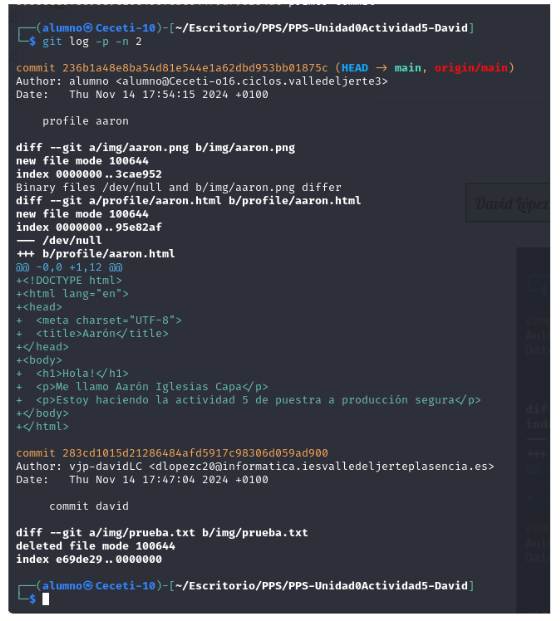 ┌──(alumno㉿Ceceti-10)-[~/Escritorio/PPS/PPS-Unidad0Actividad5-David]
└─$ git log -p -n 2
commit 236b1a48e8ba54d81e544e1a62dbd953bb01875c (HEAD → main, origin/main)
Author: alumno <alumno@Ceceti-o16.ciclos.valledeljerte3>
Date:   Thu Nov 14 17:54:15 2024 +0100
    profile aaron
diff --git a/img/aaron.png b/img/aaron.png
new file mode 100644
index 0000000..3cae952
Binary files /dev/null and b/img/aaron.png differ
diff --git a/profile/aaron.html b/profile/aaron.html
new file mode 100644
index 0000000..95e82af
--- /dev/null
+++ b/profile/aaron.html
@@ -0,0 +1,12 @@
+<!DOCTYPE html>
+<html lang="en">
+<head>
+  <meta charset="UTF-8">
+  <title>Aarón</title>
+</head>
+<body>
+  <h1>Hola!</h1>
+  <p>Me llamo Aarón Iglesias Capa</p>
+  <p>Estoy haciendo la actividad 5 de puestra a producción segura</p>
+</body>
+</html>
David López
commit 283cd1015d21286484afd5917c98306d059ad900
Author: vjp-davidLC <dlopezc20@informatica.iesvalledeljerteplasencia.es>
Date:   Thu Nov 14 17:47:04 2024 +0100
     commit david
diff --git a/img/prueba.txt b/img/prueba.txt
deleted file mode 100644
index e69de29..0000000
┌──(alumno㉿Ceceti-10)-[~/Escritorio/PPS/PPS-Unidad0Actividad5-David]
└─$